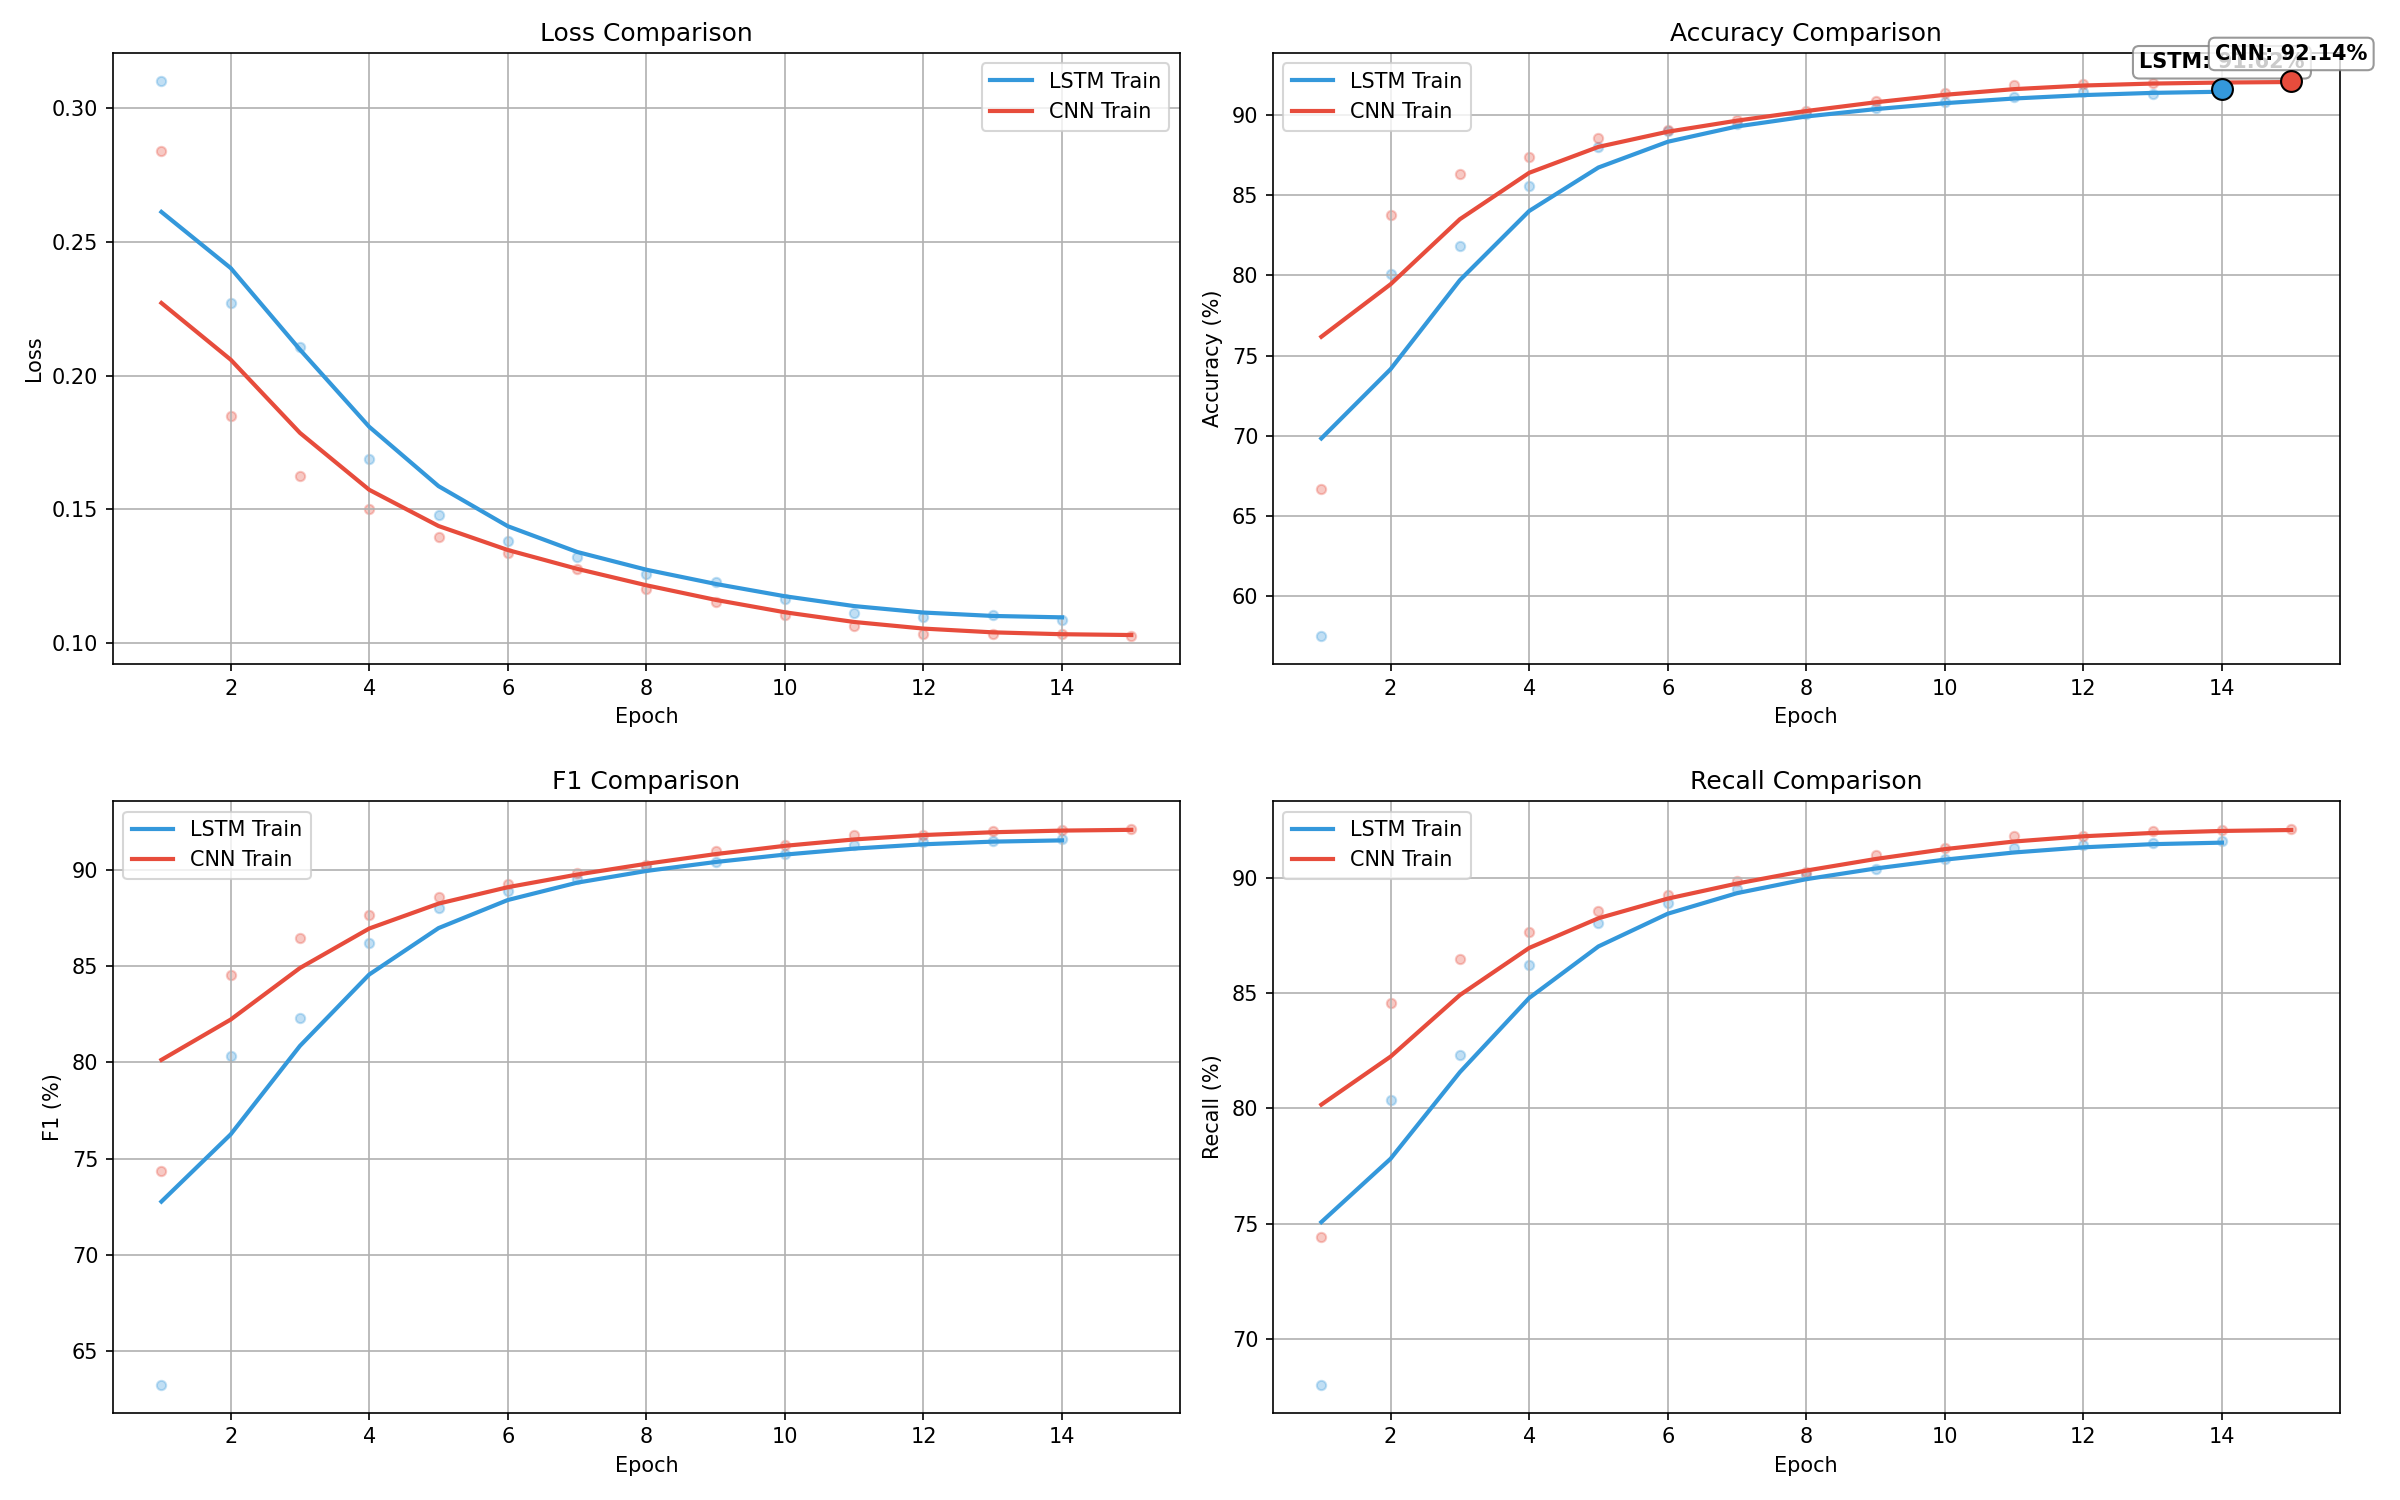 Loss Comparison
LSTM Train
CNN Train
0.30
0.25
0.20
0.15
0.10
Loss
2 4 6 8 10 12 14
Epoch
Accuracy Comparison
LSTM:
CNN: 92.14%
LSTM Train
CNN Train
90
85
80
75
70
65
60
Accuracy (%)
2 4 6 8 10 12 14
Epoch
F1 Comparison
LSTM Train
CNN Train
90
85
80
75
70
65
F1 (%)
2 4 6 8 10 12 14
Epoch
Recall Comparison
LSTM Train
CNN Train
90
85
80
75
70
Recall (%)
2 4 6 8 10 12 14
Epoch